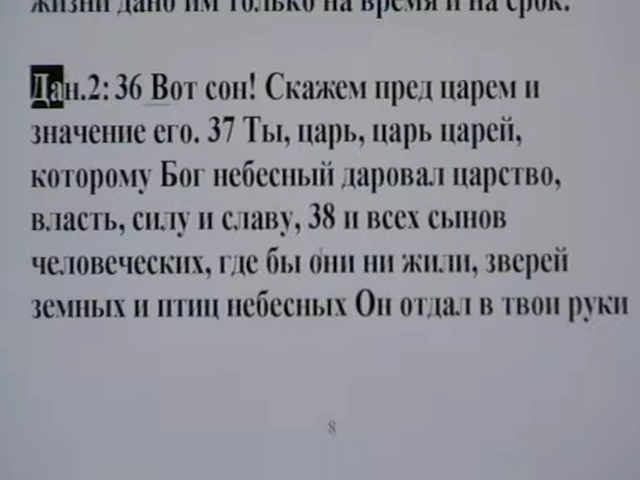 жизни дано им только на время и на срок.
Дан.2: 36 Вот сон! Скажем пред царем и
значение его. 37 Ты, царь, царь царей,
которому Бог небесный даровал царство,
власть, силу и славу, 38 и всех сынов
человеческих, где бы они ни жили, зверей
земных и птиц небесных Он отдал в твои руки
8